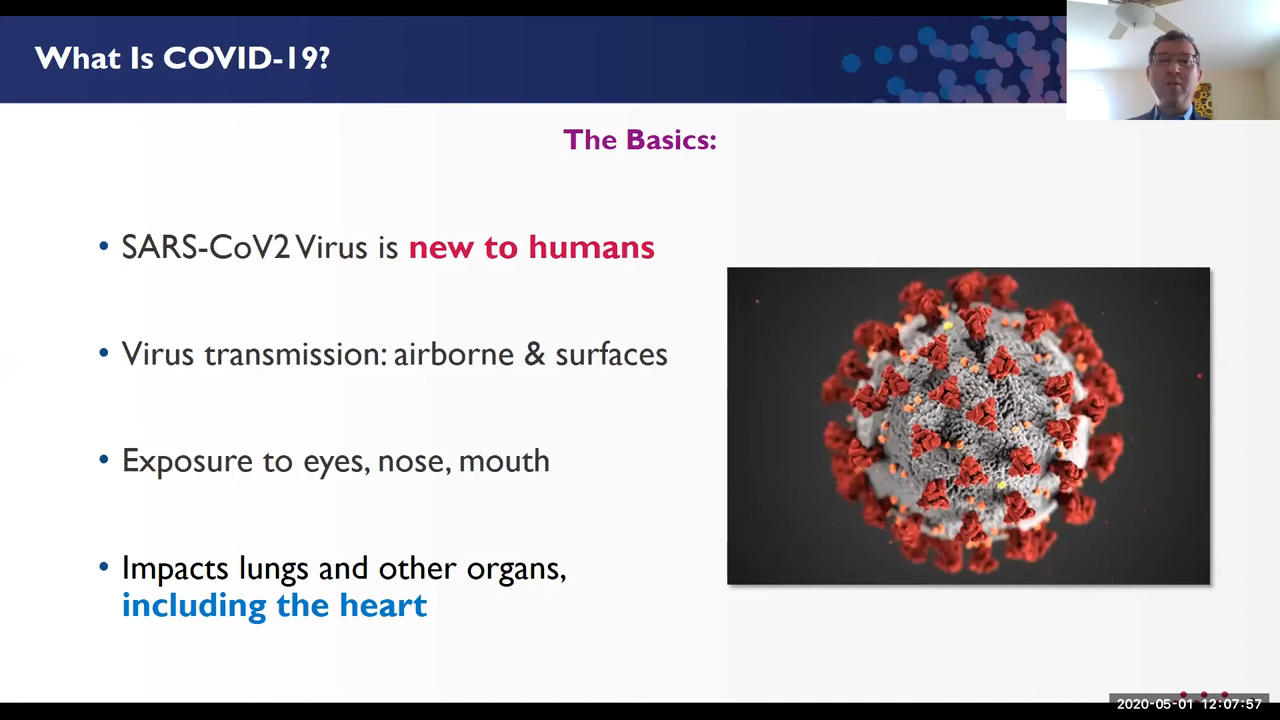 What Is COVID-19?
The Basics:
• SARS-CoV2 Virus is new to humans
• Virus transmission: airborne & surfaces
• Exposure to eyes, nose, mouth
• Impacts lungs and other organs,
including the heart
2020-05-01 12:07:57